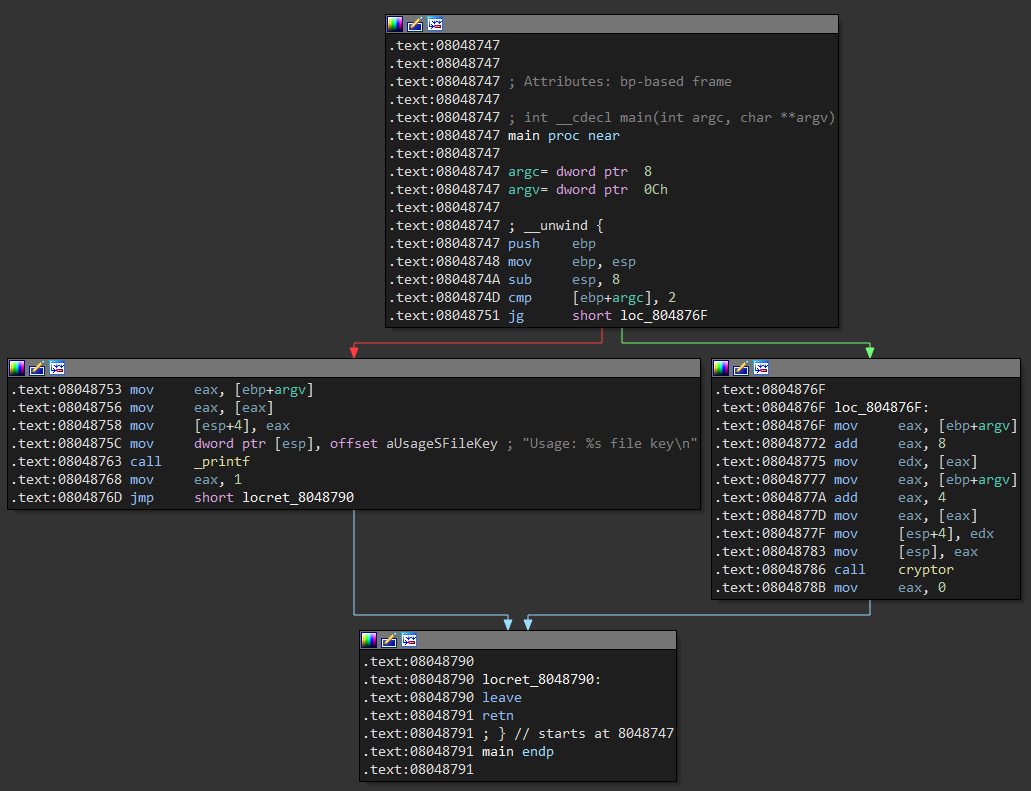 .text:08048747
.text:08048747
.text:08048747 ; Attributes: bp-based frame
.text:08048747
.text:08048747 ; int __cdecl main(int argc, char **argv)
.text:08048747 main proc near
.text:08048747
.text:08048747 argc= dword ptr  8
.text:08048747 argv= dword ptr  0Ch
.text:08048747
.text:08048747 ; __unwind {
.text:08048747 push    ebp
.text:08048748 mov     ebp, esp
.text:0804874A sub     esp, 8
.text:0804874D cmp     [ebp+argc], 2
.text:08048751 jg      short loc_804876F
.text:08048753 mov     eax, [ebp+argv]
.text:08048756 mov     eax, [eax]
.text:08048758 mov     [esp+4], eax
.text:0804875C mov     dword ptr [esp], offset aUsageSFileKey ; "Usage: %s file key\n"
.text:08048763 call    _printf
.text:08048768 mov     eax, 1
.text:0804876D jmp     short locret_8048790
.text:0804876F
.text:0804876F loc_804876F:
.text:0804876F mov     eax, [ebp+argv]
.text:08048772 add     eax, 8
.text:08048775 mov     edx, [eax]
.text:08048777 mov     eax, [ebp+argv]
.text:0804877A add     eax, 4
.text:0804877D mov     eax, [eax]
.text:0804877F mov     [esp+4], edx
.text:08048783 mov     [esp], eax
.text:08048786 call    cryptor
.text:0804878B mov     eax, 0
.text:08048790
.text:08048790 locret_8048790:
.text:08048790 leave
.text:08048791 retn
.text:08048791 ; } // starts at 8048747
.text:08048791 main endp
.text:08048791